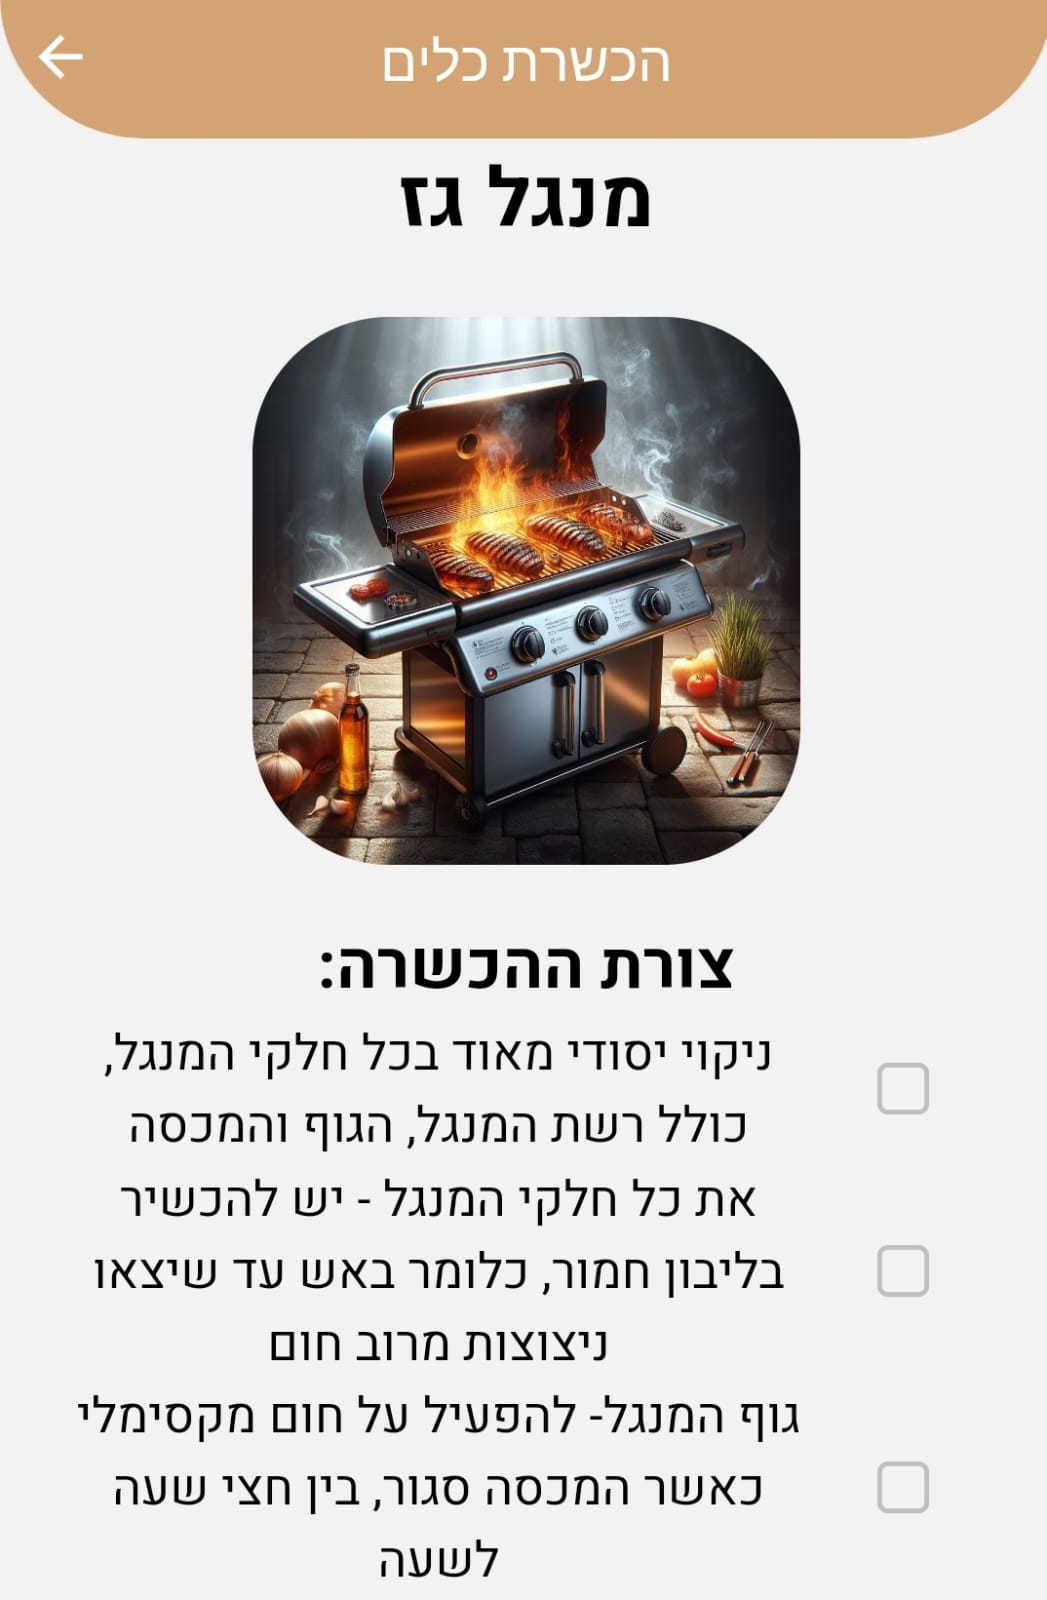 הכשרת כלים
מנגל גז
צורת ההכשרה:
ניקוי יסודי מאוד בכל חלקי המנגל,
כולל רשת המנגל, הגוף והמכסה
את כל חלקי המנגל - יש להכשיר
בליבון חמור, כלומר באש עד שיצאו
ניצוצות מרוב חום
גוף המנגל- להפעיל על חום מקסימלי
כאשר המכסה סגור, בין חצי שעה
לשעה